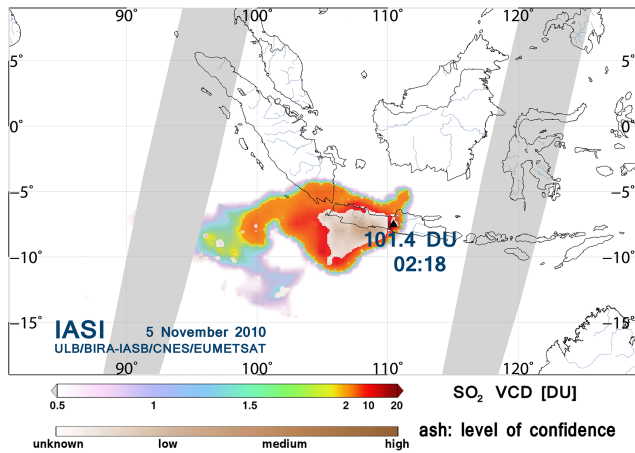 90° 100° 110° 120°
5° 5°
0° 0°
−5° −5°
−10° −10°
−15° −15°
101.4 DU
02:18
IASI 5 November 2010
ULB/BIRA-IASB/CNES/EUMETSAT
90° 100° 110° 120°
0.5 1 1.5 2 10 20 SO₂ VCD [DU]
ash: level of confidence
unknown low medium high